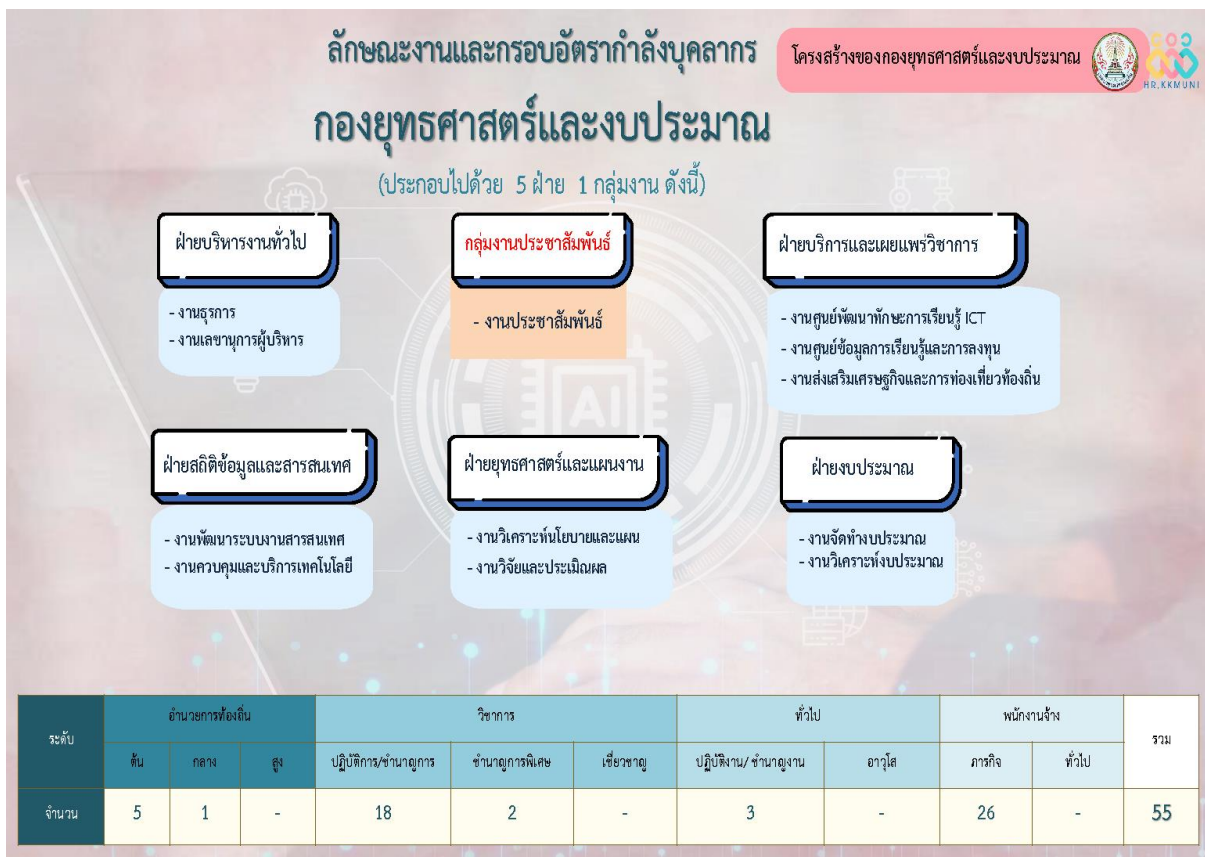 ลักษณะงานและกรอบอัตรากำลังบุคลากร
โครงสร้างของกองยุทธศาสตร์และงบประมาณ
HR.KKMUNI
กองยุทธศาสตร์และงบประมาณ
(ประกอบไปด้วย 5 ฝ่าย 1 กลุ่มงาน ดังนี้)
ฝ่ายบริหารงานทั่วไป
- งานธุรการ
- งานเลขานุการผู้บริหาร
กลุ่มงานประชาสัมพันธ์
- งานประชาสัมพันธ์
ฝ่ายบริการและเผยแพร่วิชาการ
- งานศูนย์พัฒนาทักษะการเรียนรู้ ICT
- งานศูนย์ข้อมูลการเรียนรู้และการลงทุน
- งานส่งเสริมเศรษฐกิจและการท่องเที่ยวท้องถิ่น
AI
ฝ่ายสถิติข้อมูลและสารสนเทศ
- งานพัฒนาระบบงานสารสนเทศ
- งานควบคุมและบริการเทคโนโลยี
ฝ่ายยุทธศาสตร์และแผนงาน
- งานวิเคราะห์นโยบายและแผน
- งานวิจัยและประเมินผล
ฝ่ายงบประมาณ
- งานจัดทำงบประมาณ
- งานวิเคราะห์งบประมาณ
ระดับ อำนวยการท้องถิ่น วิชาการ ทั่วไป พนักงานจ้าง รวม
ต้น กลาง สูง ปฏิบัติการ/ชำนาญการ ชำนาญการพิเศษ เชี่ยวชาญ ปฏิบัติงาน/ ชำนาญงาน อาวุโส ภารกิจ ทั่วไป
จำนวน 5 1 - 18 2 - 3 - 26 - 55